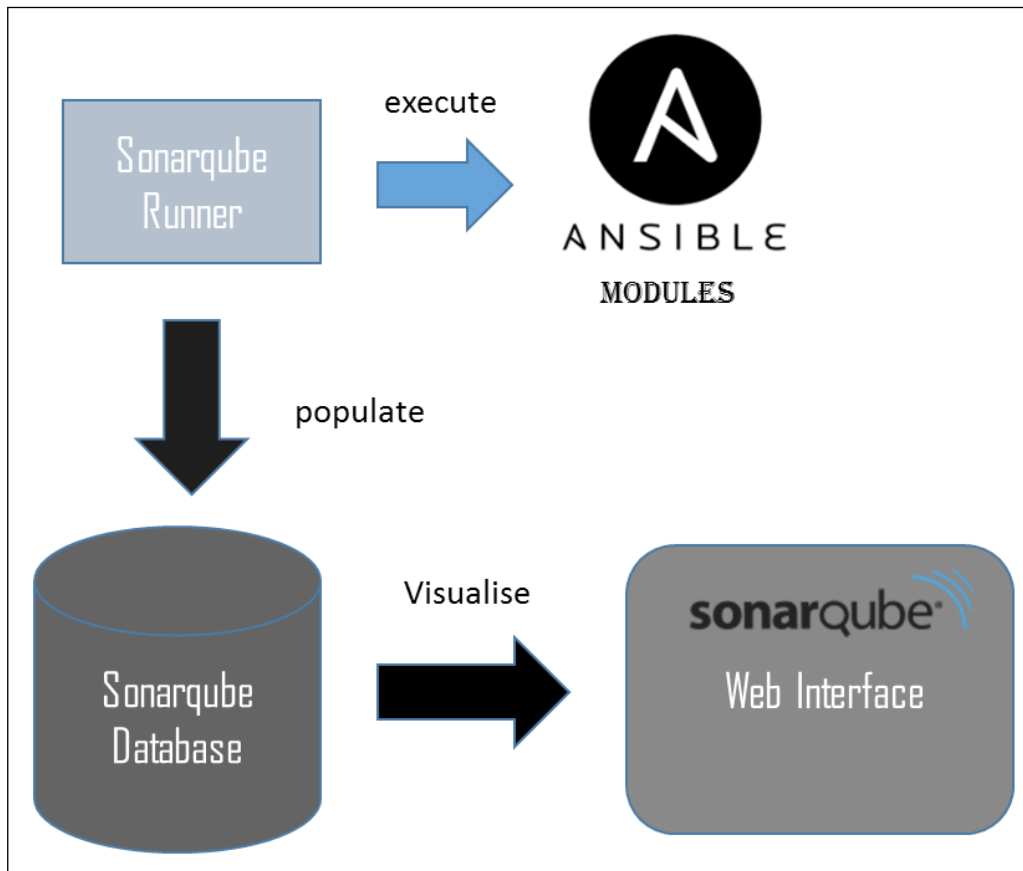 Sonarqube
Runner
execute
ANSIBLE
MODULES
populate
Sonarqube
Database
Visualise
sonarqube
Web Interface